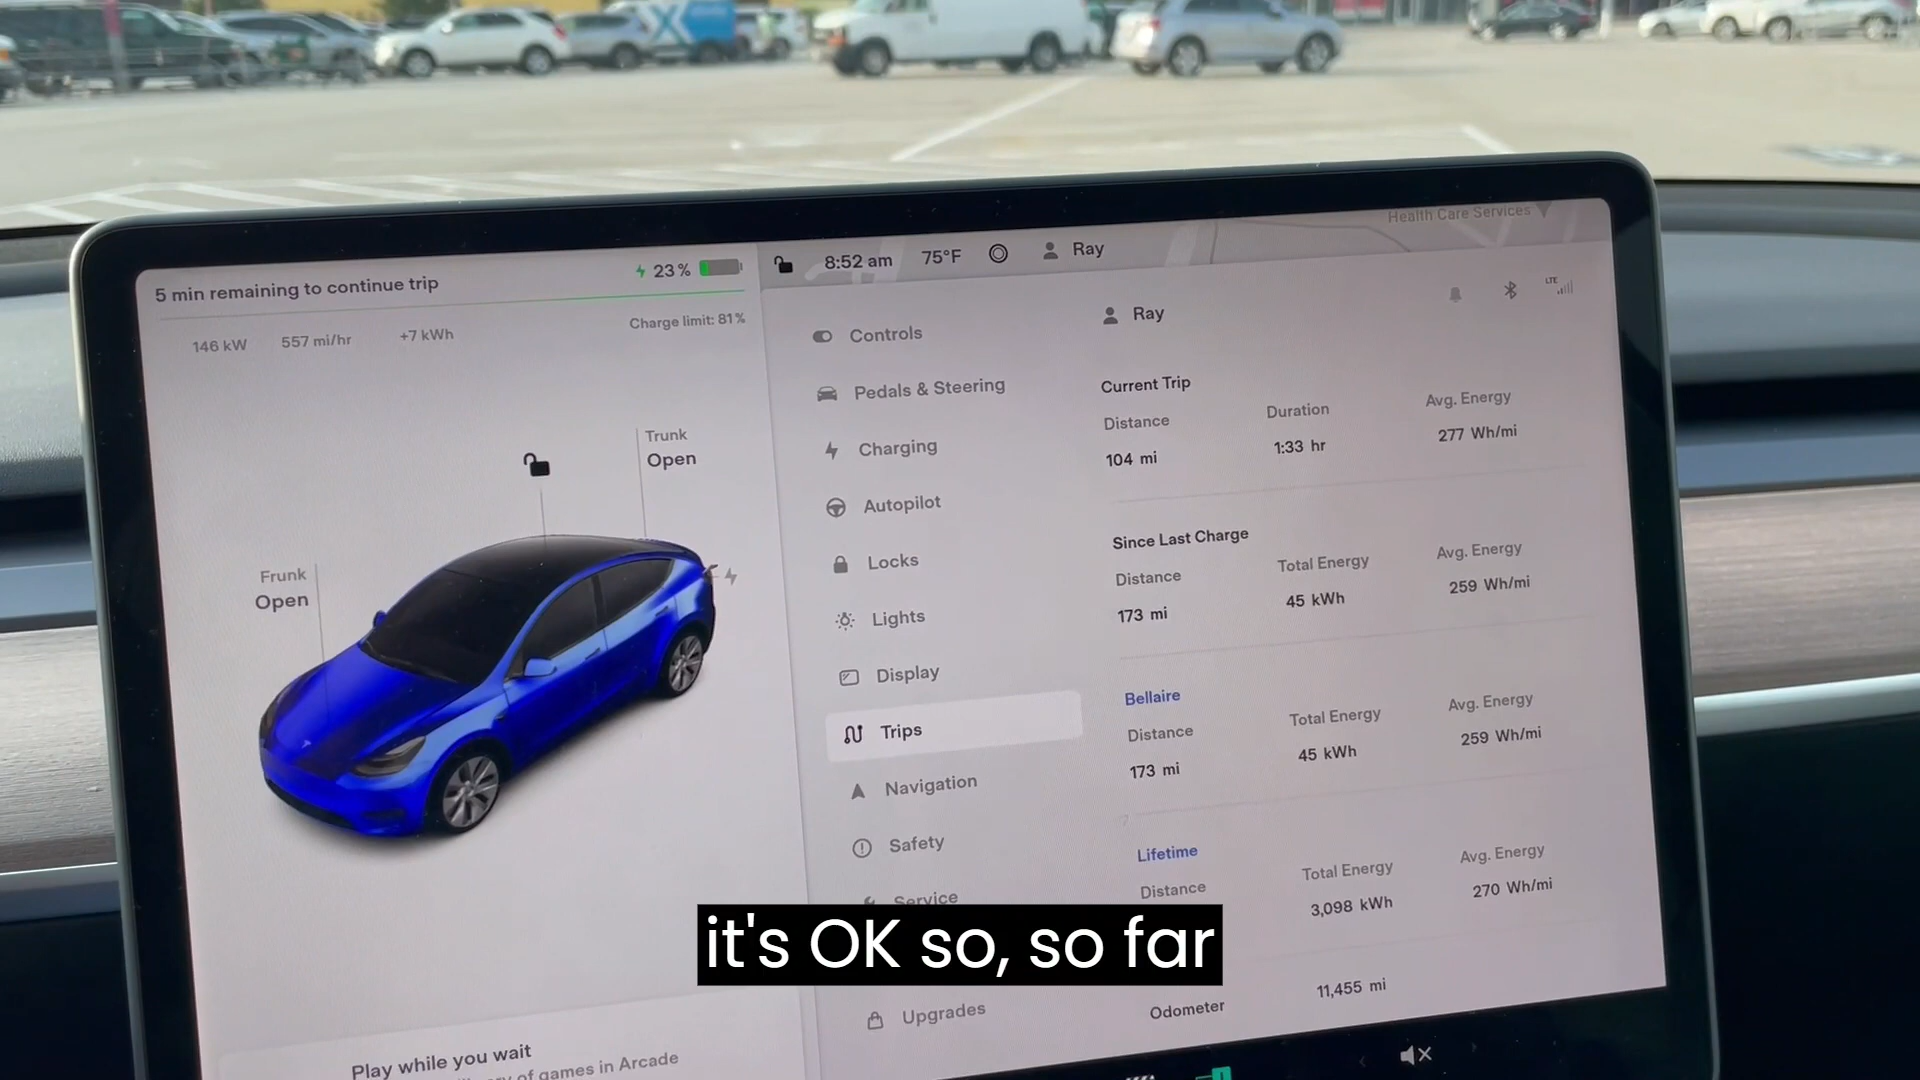 Health Care Services
5 min remaining to continue trip
23%
8:52 am
75°F
Ray
146 kW
557 mi/hr
+7 kWh
Charge limit: 81%
LTE
Trunk
Open
Frunk
Open
Controls
Pedals & Steering
Charging
Autopilot
Locks
Lights
Display
Trips
Navigation
Safety
Service
Upgrades
Ray
Current Trip
Distance
Duration
Avg. Energy
104 mi
1:33 hr
277 Wh/mi
Since Last Charge
Distance
Total Energy
Avg. Energy
173 mi
45 kWh
259 Wh/mi
Bellaire
Distance
Total Energy
Avg. Energy
173 mi
45 kWh
259 Wh/mi
Lifetime
Distance
Total Energy
Avg. Energy
3,098 kWh
270 Wh/mi
Odometer
11,455 mi
Play while you wait
of games in Arcade
it's OK so, so far